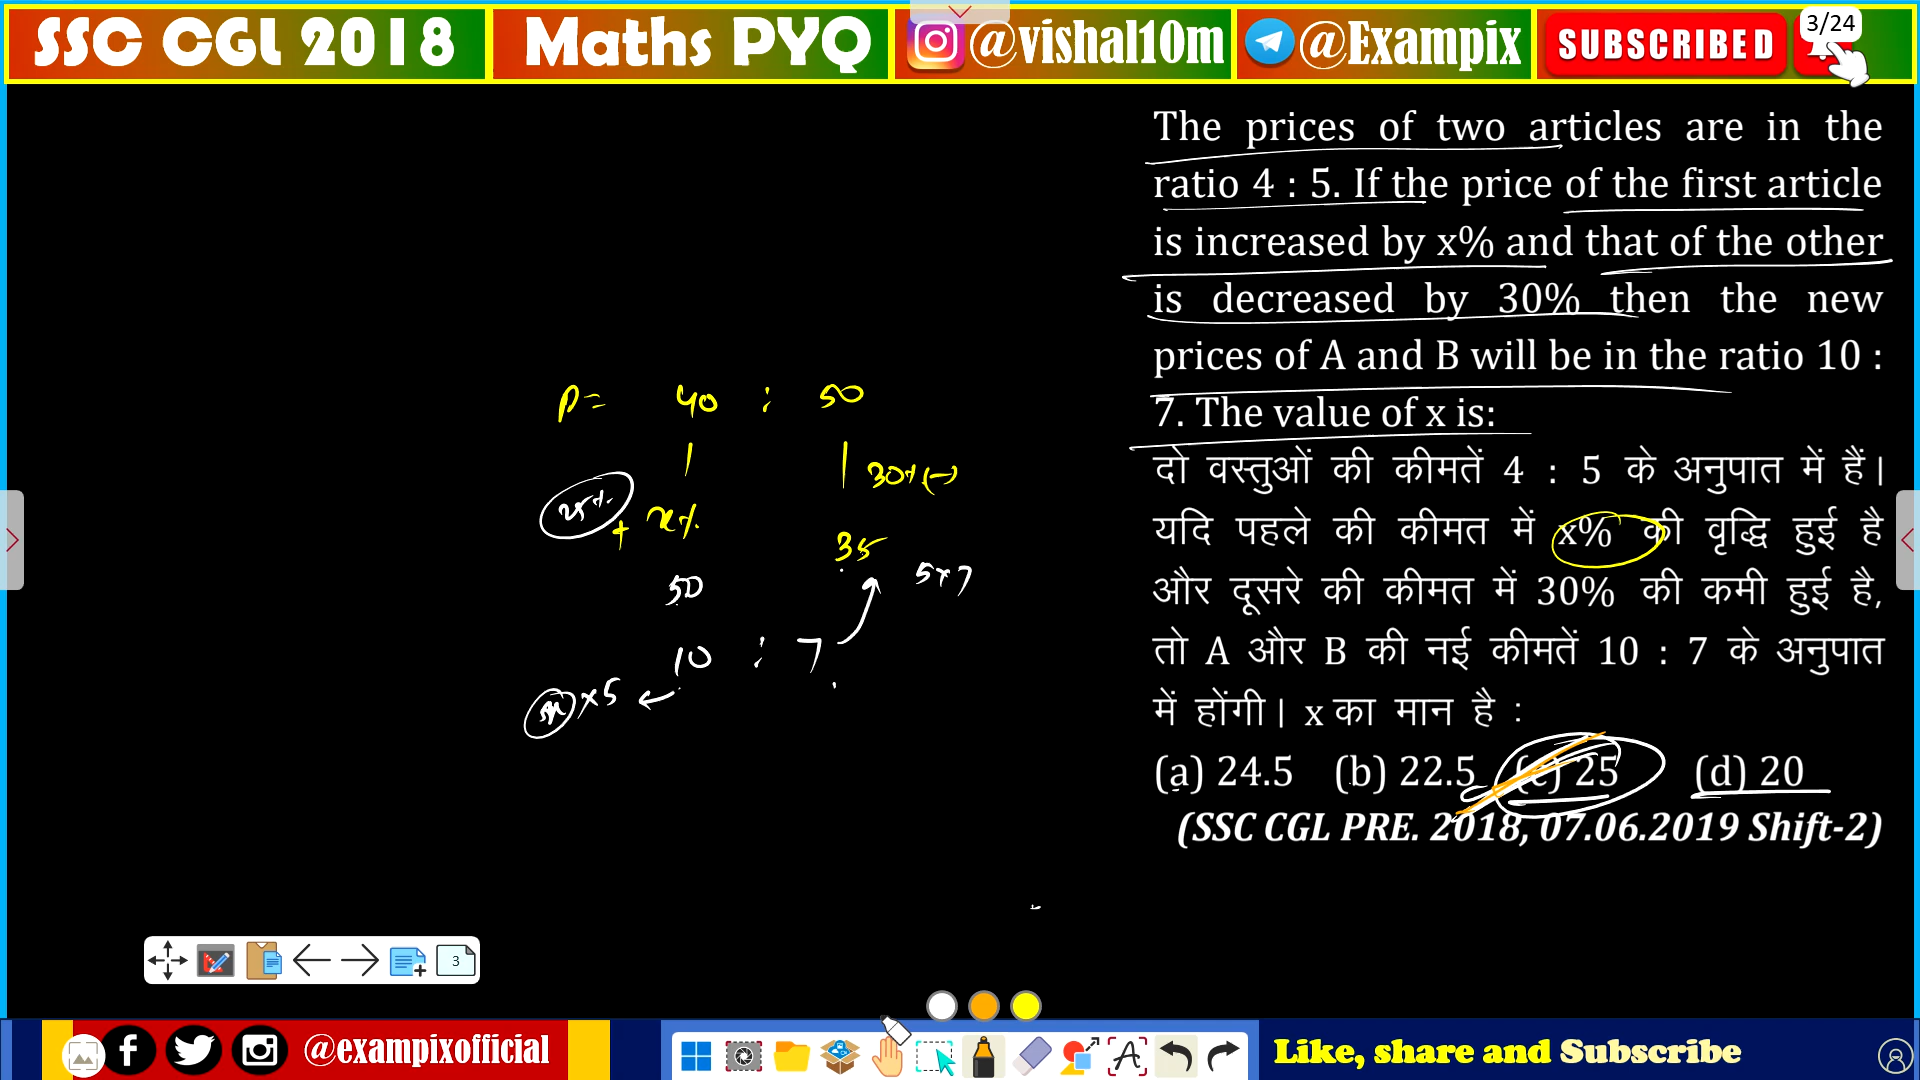 SSC CGL 2018 Maths PYQ @vishal10m @Exampix SUBSCRIBED 3/24
The prices of two articles are in the
ratio 4 : 5. If the price of the first article
is increased by x% and that of the other
is decreased by 30% then the new
prices of A and B will be in the ratio 10 :
7. The value of x is:
दो वस्तुओं की कीमतें 4 : 5 के अनुपात में हैं।
यदि पहले की कीमत में x% की वृद्धि हुई है
और दूसरे की कीमत में 30% की कमी हुई है,
तो A और B की नई कीमतें 10 : 7 के अनुपात
में होंगी। x का मान है :
(a) 24.5 (b) 22.5 (c) 25 (d) 20
(SSC CGL PRE. 2018, 07.06.2019 Shift-2)
P= 40 : 50
30% (-)
25% + x%
35
50 5×7
10 : 7
×5
3
@exampixofficial
Like, share and Subscribe